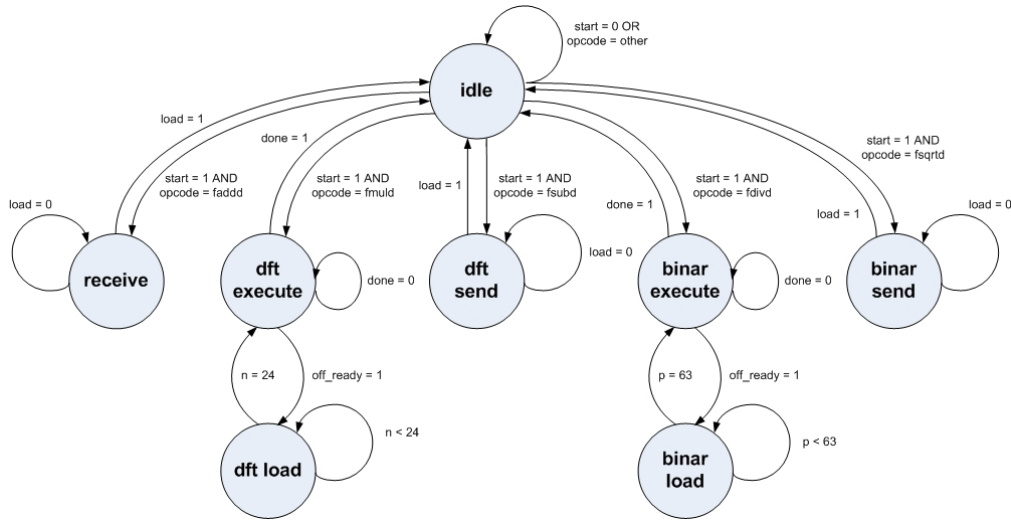 start = 0 OR
opcode = other
idle
load = 1
done = 1
start = 1 AND
opcode = faddd
start = 1 AND
opcode = fmuld
load = 1
start = 1 AND
opcode = fsubd
start = 1 AND
opcode = fdivd
done = 1
start = 1 AND
opcode = fsqrtd
load = 1
load = 0
receive
dft
execute
done = 0
dft
send
load = 0
binar
execute
done = 0
binar
send
load = 0
n = 24
off_ready = 1
p = 63
off_ready = 1
dft load
n < 24
binar
load
p < 63